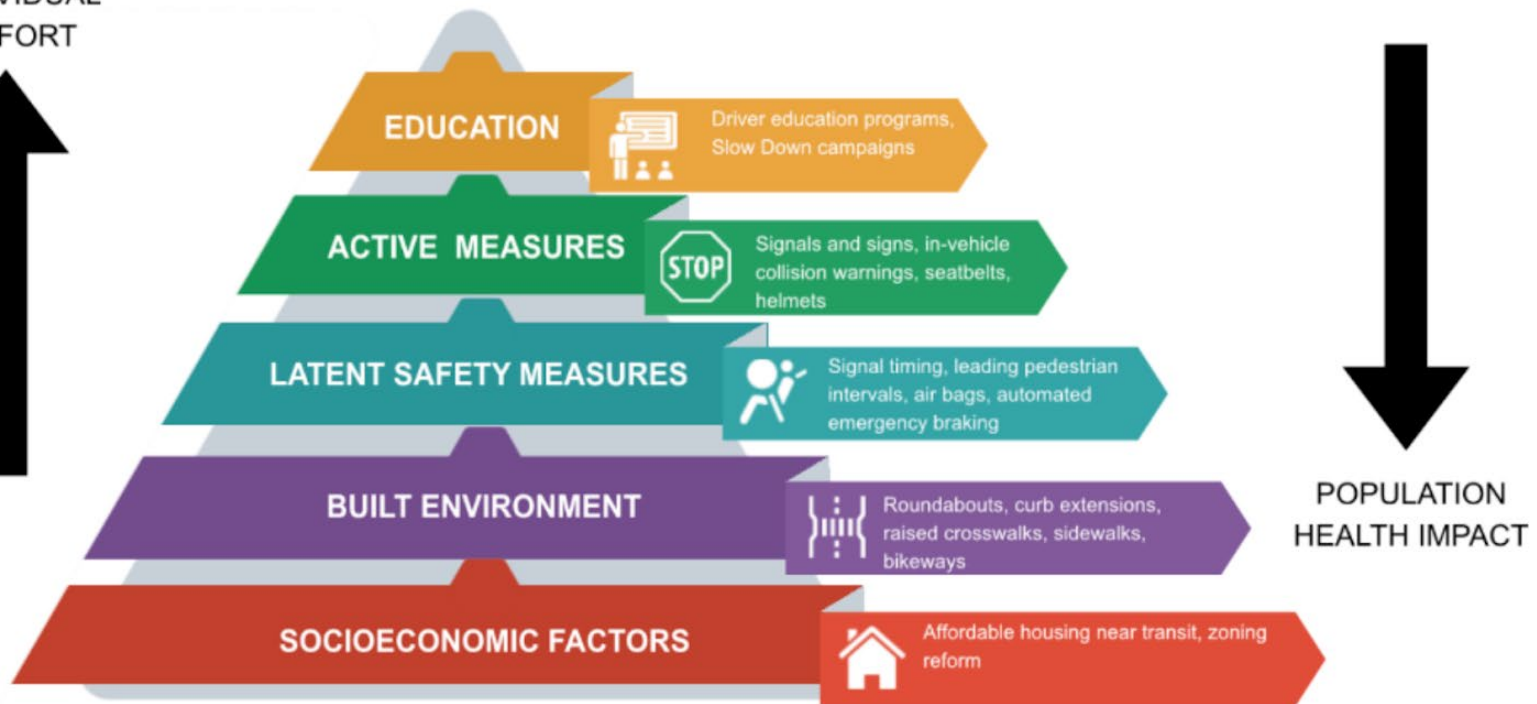 FORT
EDUCATION
Driver education programs,
Slow Down campaigns
ACTIVE MEASURES
STOP
Signals and signs, in-vehicle
collision warnings, seatbelts,
helmets
LATENT SAFETY MEASURES
Signal timing, leading pedestrian
intervals, air bags, automated
emergency braking
BUILT ENVIRONMENT
Roundabouts, curb extensions,
raised crosswalks, sidewalks,
bikeways
POPULATION
HEALTH IMPACT
SOCIOECONOMIC FACTORS
Affordable housing near transit, zoning
reform